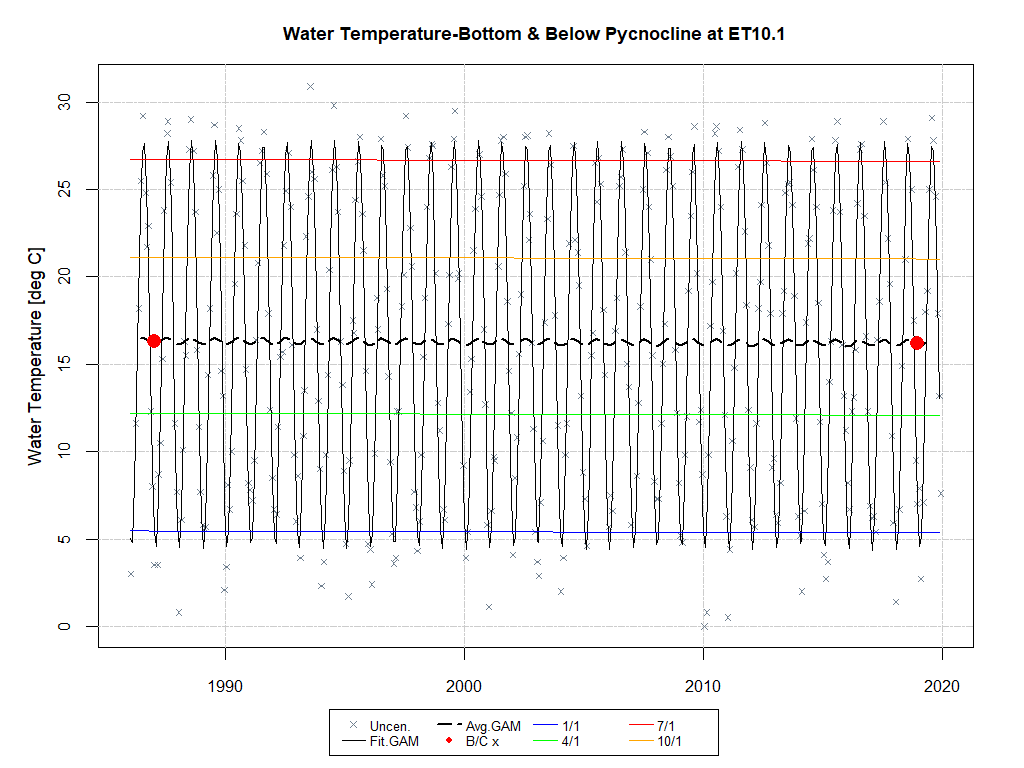 Water Temperature-Bottom & Below Pycnocline at ET10.1
Water Temperature [deg C]
30
25
20
15
10
5
0
1990 2000 2010 2020
Uncen. Avg.GAM 1/1 7/1
Fit.GAM B/C x 4/1 10/1